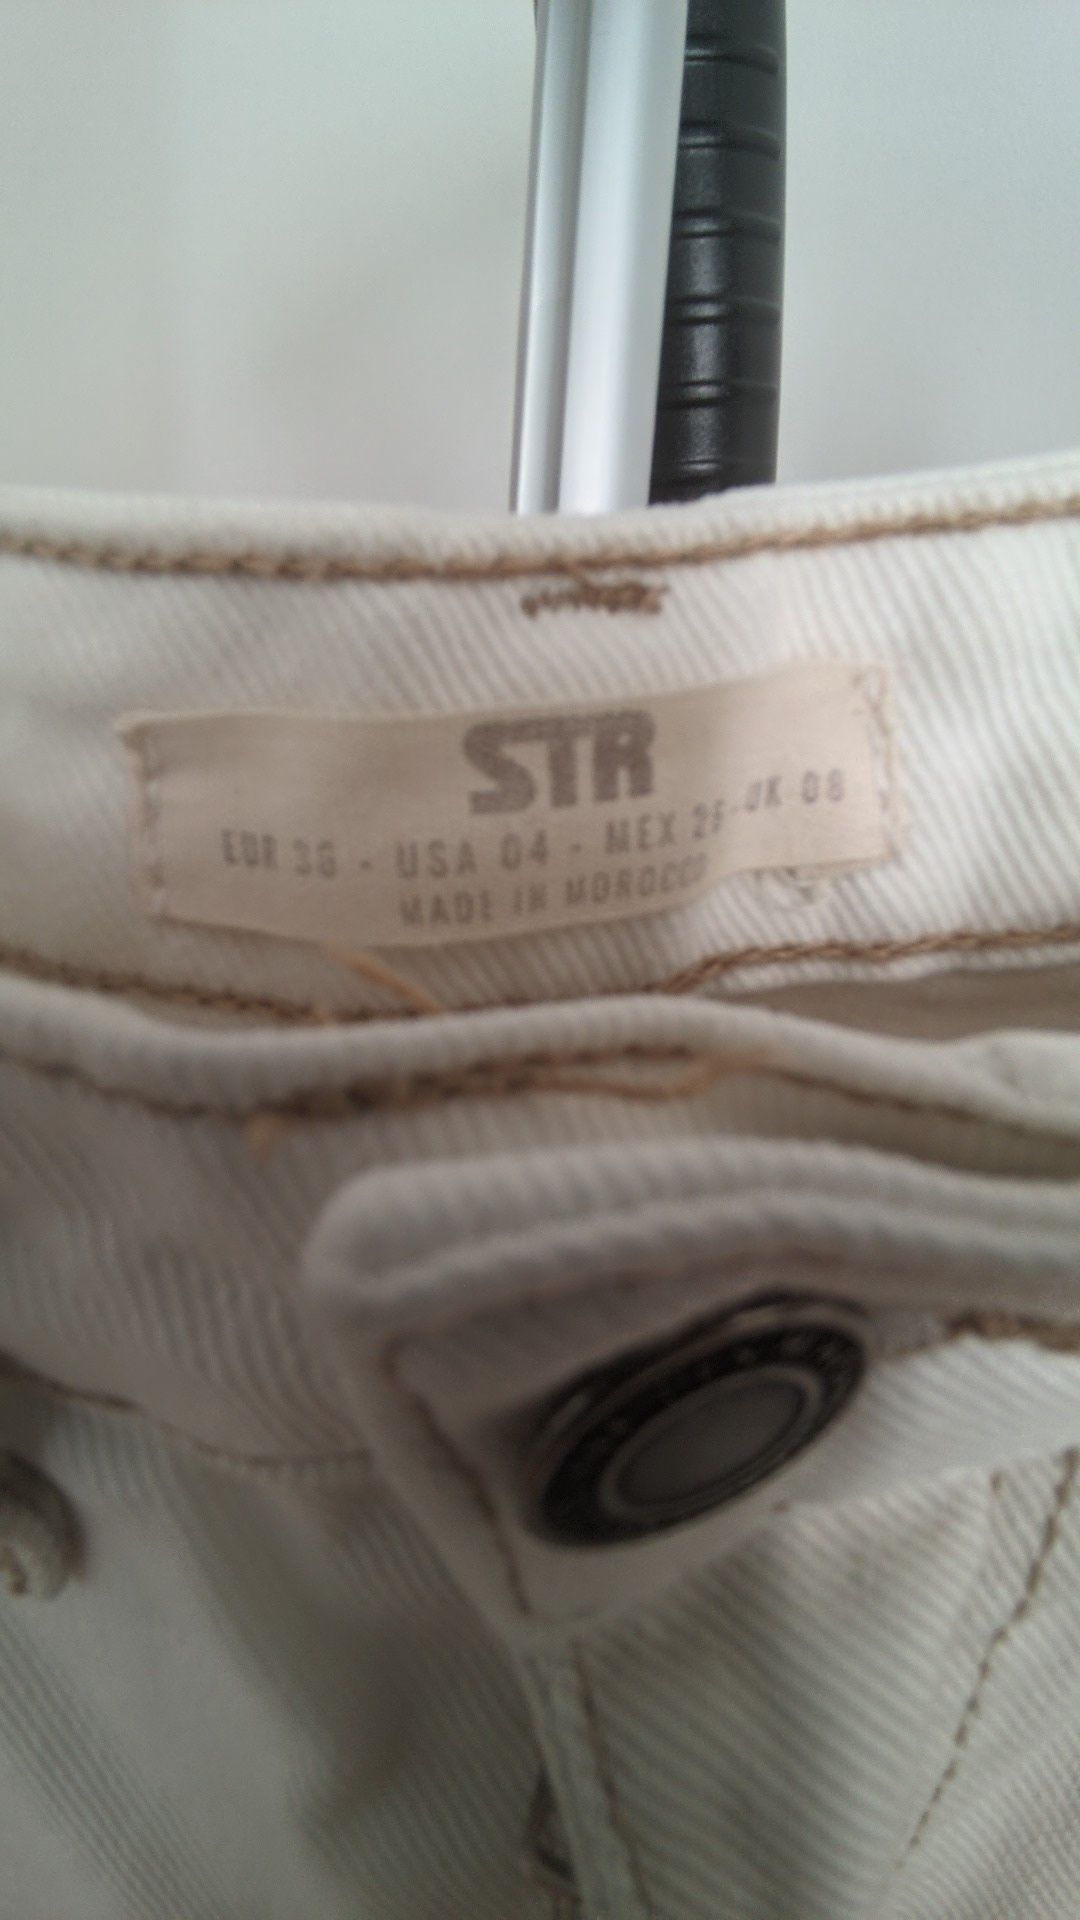 STR
EUR 36 - USA 04 - MEX 26 - UK 08
MADE IN MOROCCO